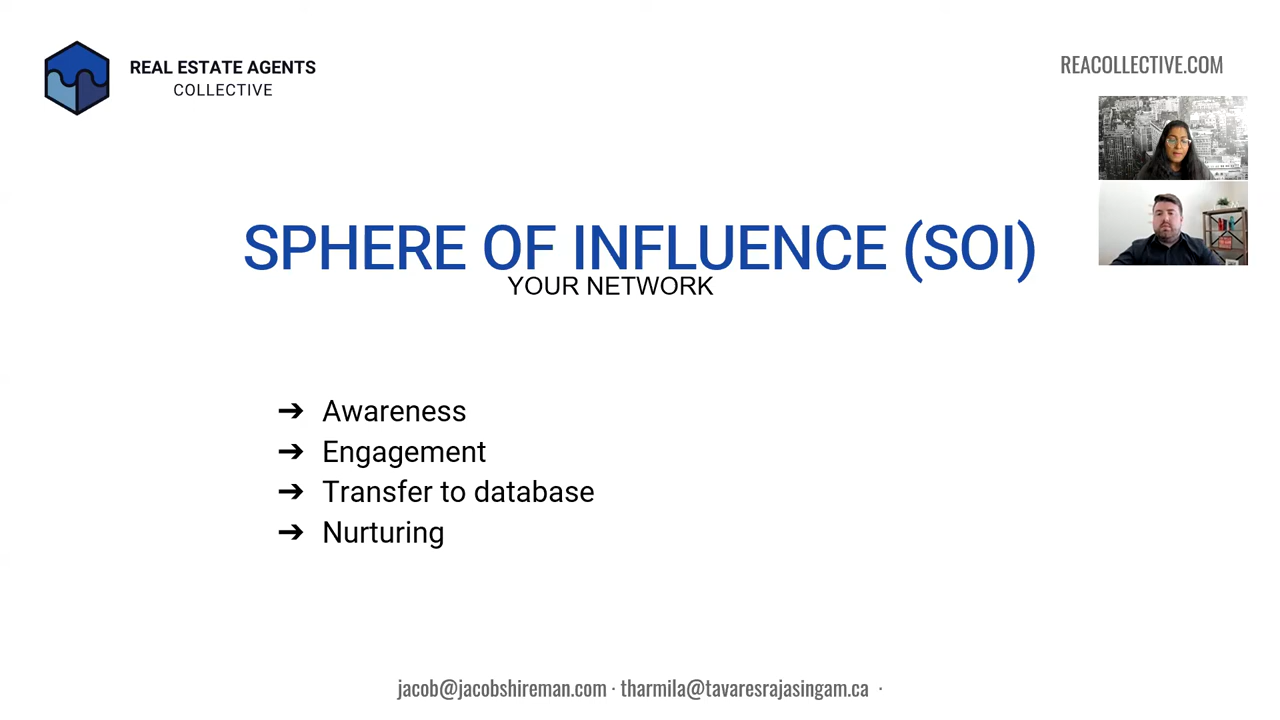 REAL ESTATE AGENTS
COLLECTIVE
REACOLLECTIVE.COM
SPHERE OF INFLUENCE (SOI)
YOUR NETWORK
➔ Awareness
➔ Engagement
➔ Transfer to database
➔ Nurturing
jacob@jacobshireman.com · tharmila@tavaresrajasingam.ca ·